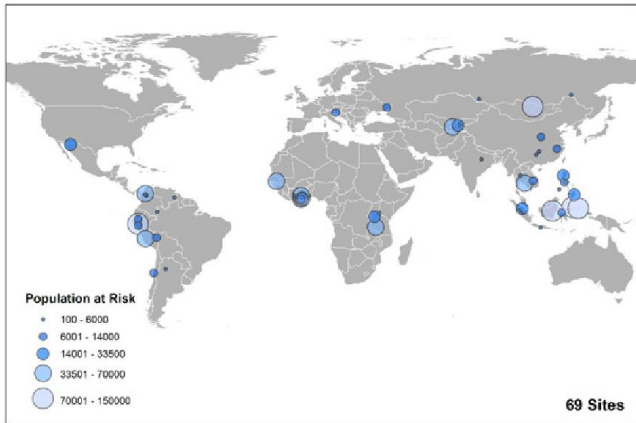 Population at Risk
100 - 6000
6001 - 14000
14001 - 33500
33501 - 70000
70001 - 150000
69 Sites